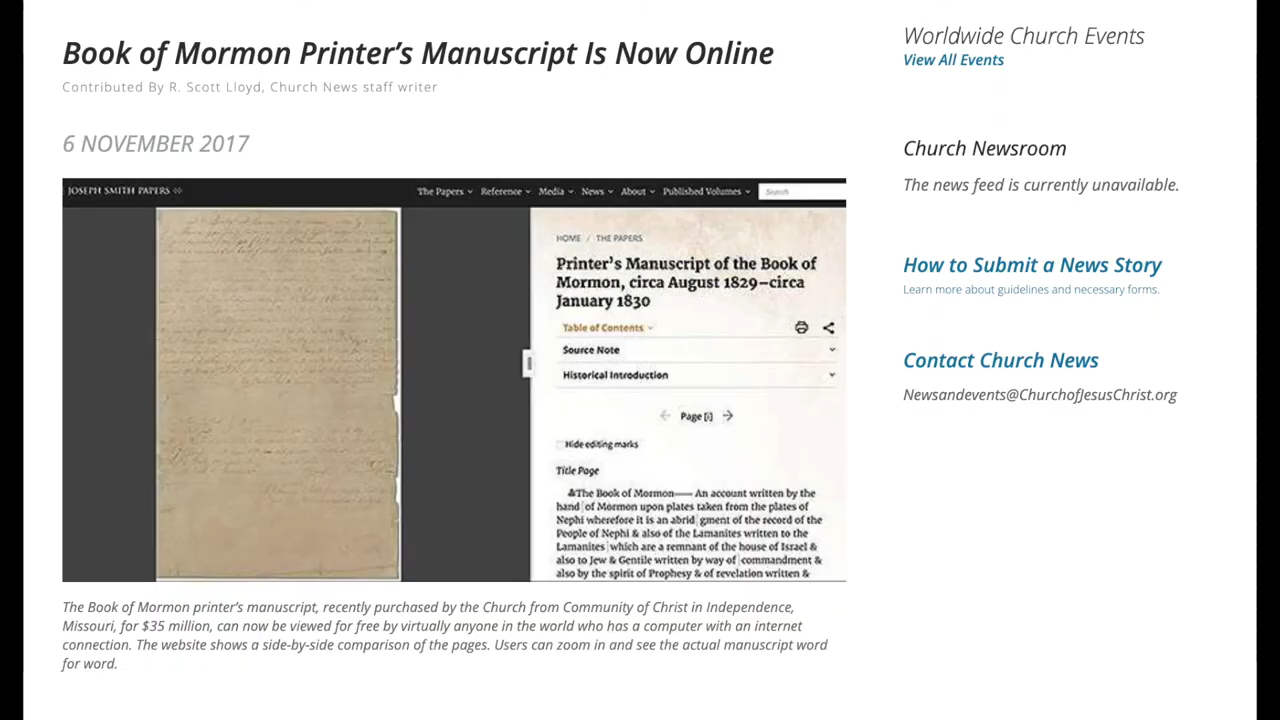 Book of Mormon Printer's Manuscript Is Now Online
Contributed By R. Scott Lloyd, Church News staff writer
6 NOVEMBER 2017
JOSEPH SMITH PAPERS
The Papers Reference Media News About Published Volumes Search
HOME / THE PAPERS
Printer's Manuscript of the Book of
Mormon, circa August 1829–circa
January 1830
Table of Contents
Source Note
Historical Introduction
Page [i]
Hide editing marks
Title Page
The Book of Mormon— An account written by the
hand of Mormon upon plates taken from the plates of
Nephi wherefore it is an abrid gment of the record of the
People of Nephi & also of the Lamanites written to the
Lamanites which are a remnant of the house of Israel &
also to Jew & Gentile written by way of commandment &
also by the spirit of Prophesy & of revelation written &
The Book of Mormon printer's manuscript, recently purchased by the Church from Community of Christ in Independence,
Missouri, for $35 million, can now be viewed for free by virtually anyone in the world who has a computer with an internet
connection. The website shows a side-by-side comparison of the pages. Users can zoom in and see the actual manuscript word
for word.
Worldwide Church Events
View All Events
Church Newsroom
The news feed is currently unavailable.
How to Submit a News Story
Learn more about guidelines and necessary forms.
Contact Church News
Newsandevents@ChurchofJesusChrist.org